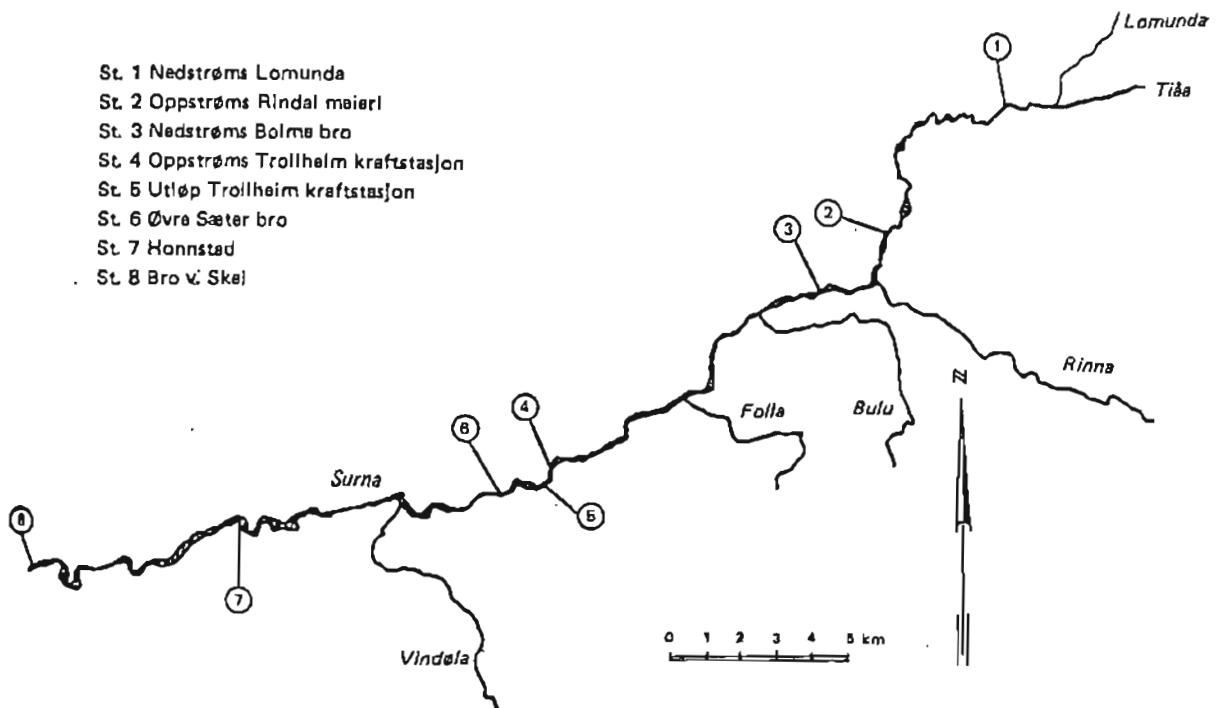 St. 1 Nedstrøms Lomunda
St. 2 Oppstrøms Rindal meieri
St. 3 Nedstrøms Bolme bro
St. 4 Oppstrøms Trollheim kraftstasjon
St. 5 Utløp Trollheim kraftstasjon
St. 6 Øvre Sæter bro
St. 7 Honnstad
St. 8 Bro v. Skei
Lomunda
Tiåa
1
2
3
Rinna
N
Folla
Bulu
4
6
5
Surna
8
7
Vindøla
0 1 2 3 4 5 km